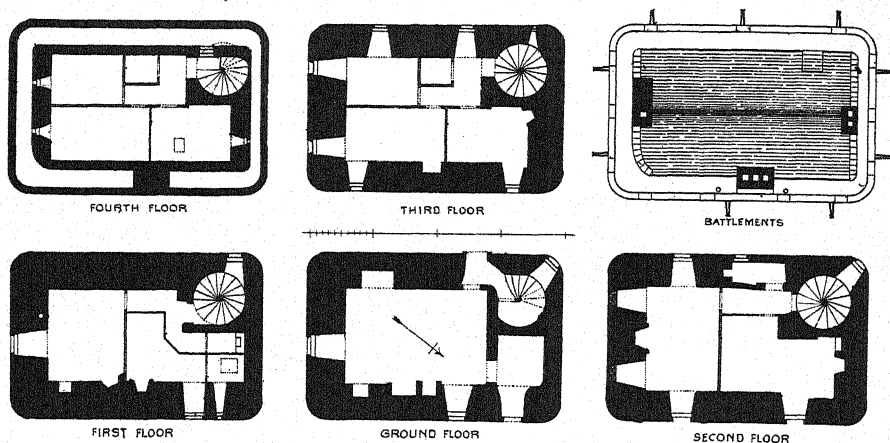 FOURTH FLOOR
THIRD FLOOR
BATTLEMENTS
FIRST FLOOR
GROUND FLOOR
SECOND FLOOR